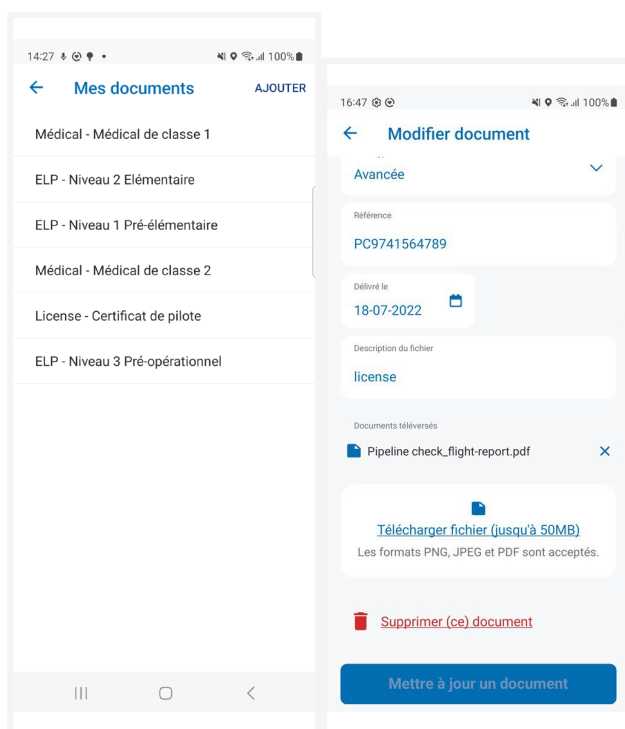 14:27 100%
Mes documents AJOUTER
Médical - Médical de classe 1
ELP - Niveau 2 Elémentaire
ELP - Niveau 1 Pré-élémentaire
Médical - Médical de classe 2
License - Certificat de pilote
ELP - Niveau 3 Pré-opérationnel
16:47 100%
Modifier document
Avancée
Référence
PC9741564789
Délivré le
18-07-2022
Description du fichier
license
Documents téléversés
Pipeline check_flight-report.pdf
Télécharger fichier (jusqu'à 50MB)
Les formats PNG, JPEG et PDF sont acceptés.
Supprimer (ce) document
Mettre à jour un document